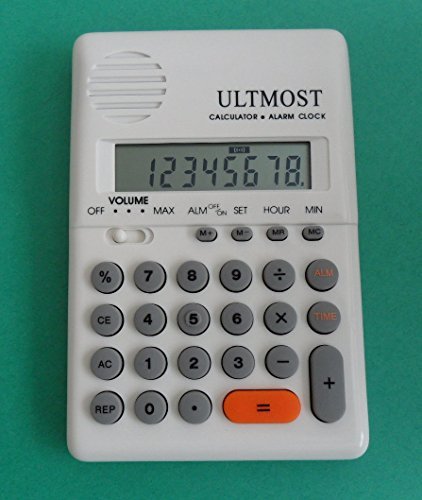 ULTMOST
CALCULATOR • ALARM CLOCK
12345678.
VOLUME
OFF • • • MAX ALM OFF/ON SET HOUR MIN
M+ M− MR MC
% 7 8 9 ÷ ALM
CE 4 5 6 × TIME
AC 1 2 3 − +
REP 0 • =